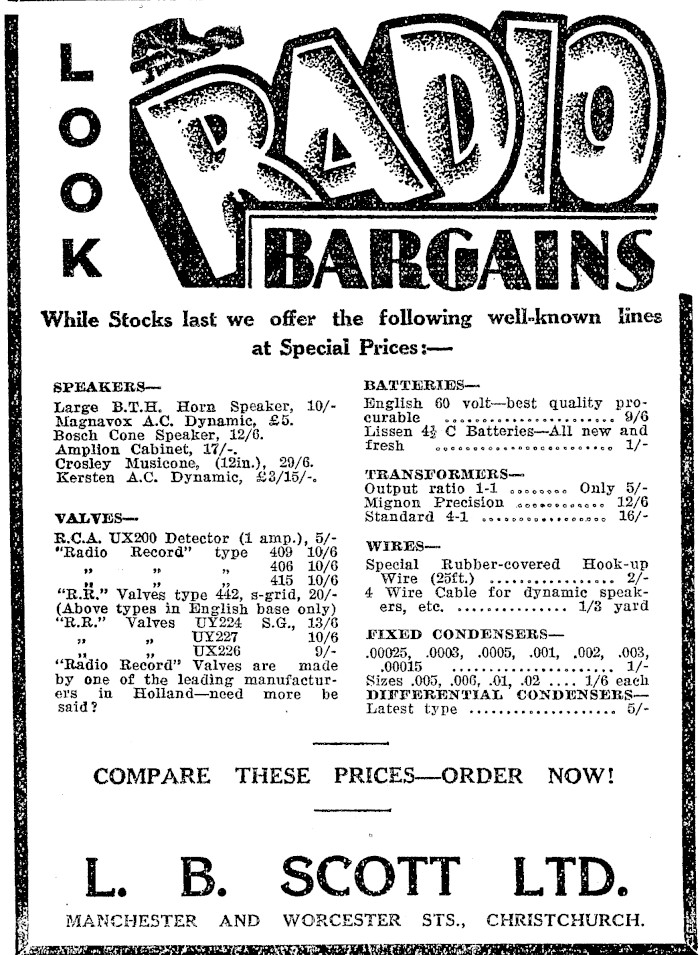 LOOK
RADIO
BARGAINS
While Stocks last we offer the following well-known lines
at Special Prices:—
SPEAKERS—
Large B.T.H. Horn Speaker, 10/-
Magnavox A.C. Dynamic, £5.
Bosch Cone Speaker, 12/6.
Amplion Cabinet, 17/-.
Crosley Musicone, (12in.), 29/6.
Kersten A.C. Dynamic, £3/15/-.
VALVES—
R.C.A. UX200 Detector (1 amp.), 5/-
"Radio Record" type 409 10/6
„ „ „ 406 10/6
„ „ „ 415 10/6
"R.R." Valves type 442, s-grid, 20/-
(Above types in English base only)
"R.R." Valves UY224 S.G., 13/6
„ „ UY227 10/6
„ „ UX226 9/-
"Radio Record" Valves are made
by one of the leading manufactur-
ers in Holland—need more be
said?
BATTERIES—
English 60 volt—best quality pro-
curable ........................ 9/6
Lissen 4½ C Batteries—All new and
fresh ........................ 1/-
TRANSFORMERS—
Output ratio 1-1 ........ Only 5/-
Mignon Precision ............ 12/6
Standard 4-1 ................. 16/-
WIRES—
Special Rubber-covered Hook-up
Wire (25ft.) ................. 2/-
4 Wire Cable for dynamic speak-
ers, etc. ............... 1/3 yard
FIXED CONDENSERS—
.00025, .0003, .0005, .001, .002, .003,
.00015 ...................... 1/-
Sizes .005, .006, .01, .02 .... 1/6 each
DIFFERENTIAL CONDENSERS—
Latest type .................... 5/-
COMPARE THESE PRICES—ORDER NOW!
L. B. SCOTT LTD.
MANCHESTER AND WORCESTER STS., CHRISTCHURCH.